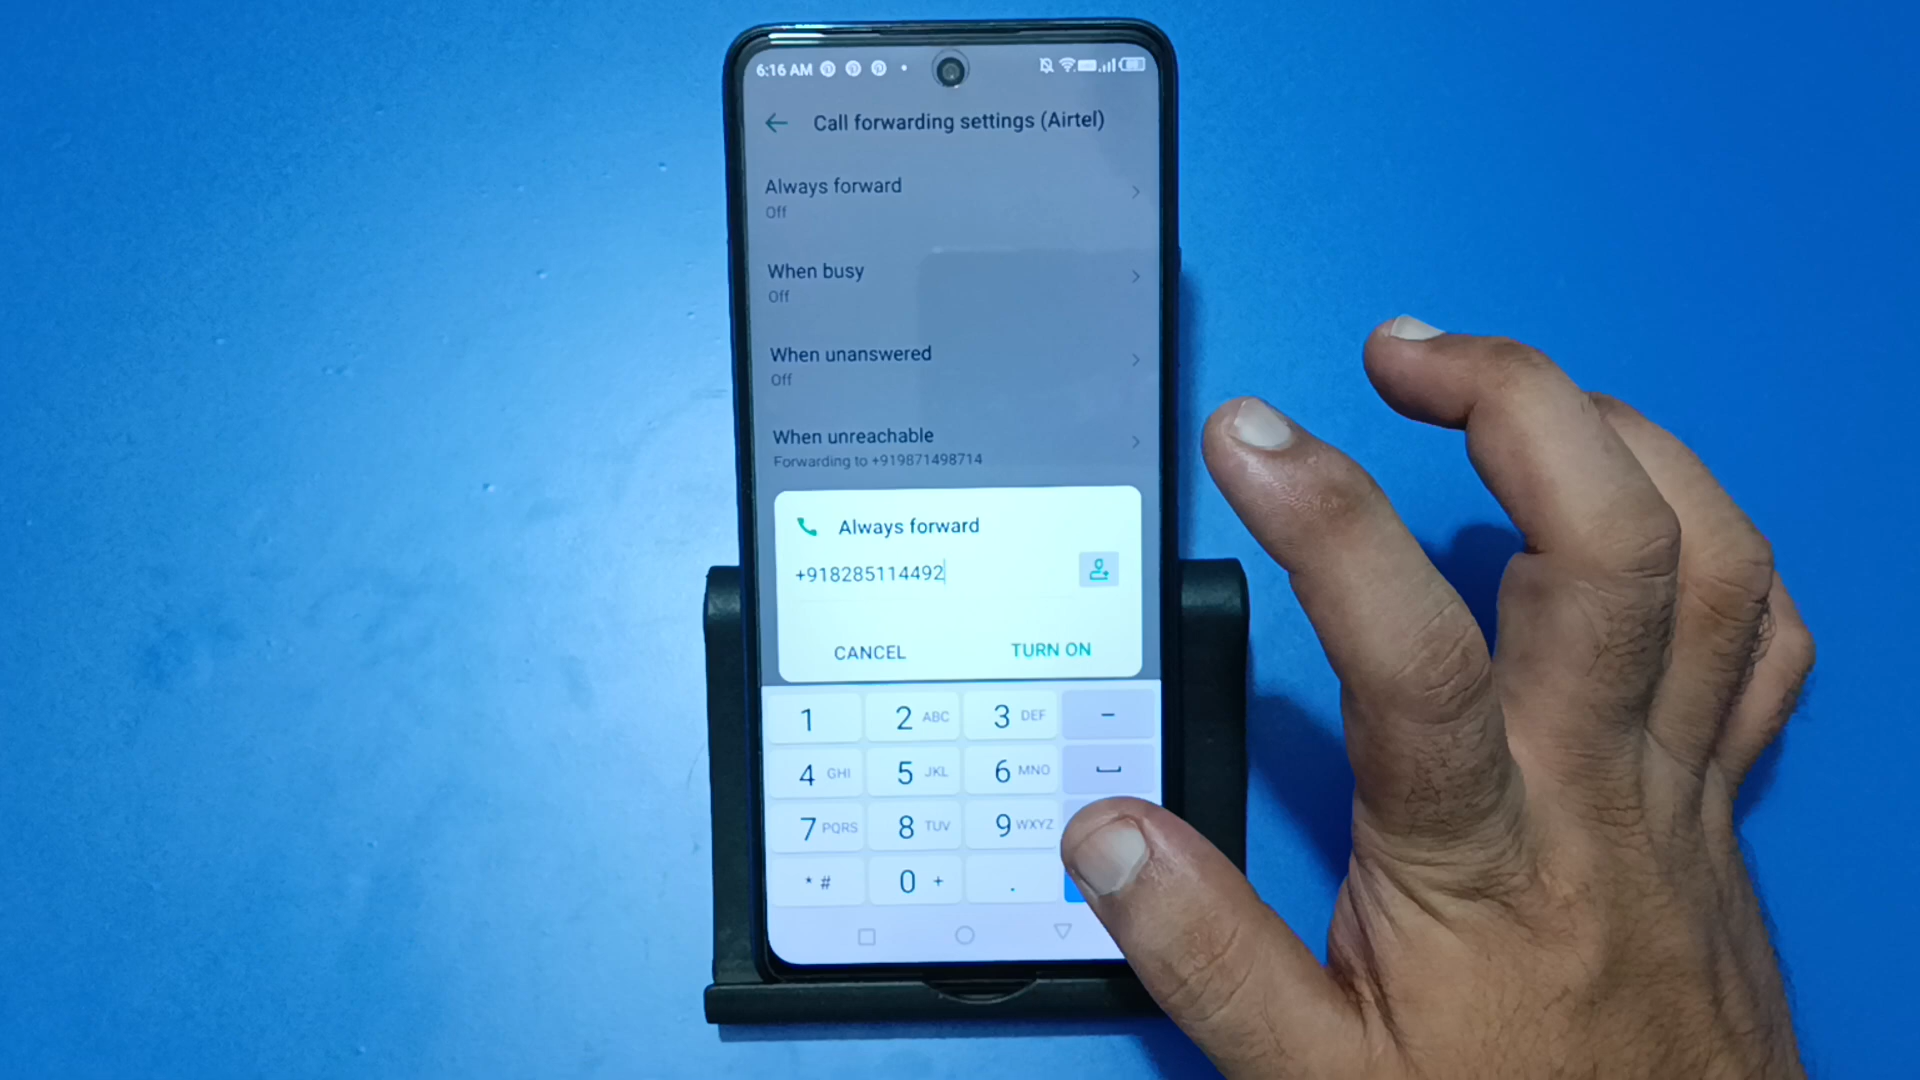 6:16 AM
Call forwarding settings (Airtel)
Always forward
Off
When busy
Off
When unanswered
Off
When unreachable
Forwarding to +919871498714
Always forward
+918285114492
CANCEL TURN ON
1 2 ABC 3 DEF -
4 GHI 5 JKL 6 MNO
7 PQRS 8 TUV 9 WXYZ
* # 0 + .